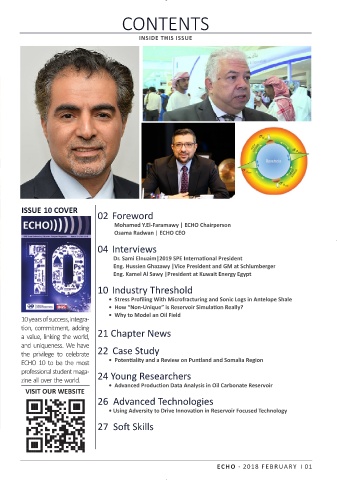 CONTENTS
INSIDE THIS ISSUE
ISSUE 10 COVER
ECHO
10
10 years of success, integra-
tion, commitment, adding
a value, linking the world,
and uniqueness. We have
the privilege to celebrate
ECHO 10 to be the most
professional student maga-
zine all over the world.
VISIT OUR WEBSITE
02 Foreword
Mohamed Y.El-Faramawy | ECHO Chairperson
Osama Radwan | ECHO CEO
04 Interviews
Dr. Sami Elnuaim|2019 SPE International President
Eng. Hussien Ghazawy |Vice President and GM at Schlumberger
Eng. Kamel Al Sawy |President at Kuwait Energy Egypt
10 Industry Threshold
• Stress Profiling With Microfracturing and Sonic Logs in Antelope Shale
• How "Non-Unique" is Reservoir Simulation Really?
• Why to Model an Oil Field
21 Chapter News
22 Case Study
• Potentiality and a Review on Puntland and Somalia Region
24 Young Researchers
• Advanced Production Data Analysis in Oil Carbonate Reservoir
26 Advanced Technologies
• Using Adversity to Drive Innovation in Reservoir Focused Technology
27 Soft Skills
ECHO - 2018 FEBRUARY | 01